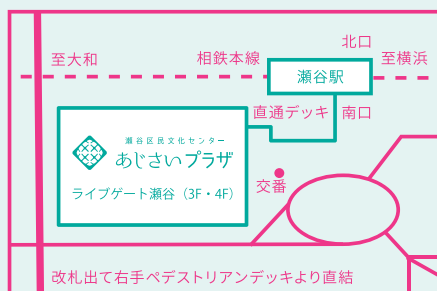 北口
至大和
相鉄本線
至横浜
瀬谷駅
直通デッキ
南口
瀬谷区民文化センター
あじさいプラザ
ライブゲート瀬谷（3F・4F）
交番
改札出て右手ペデストリアンデッキより直結